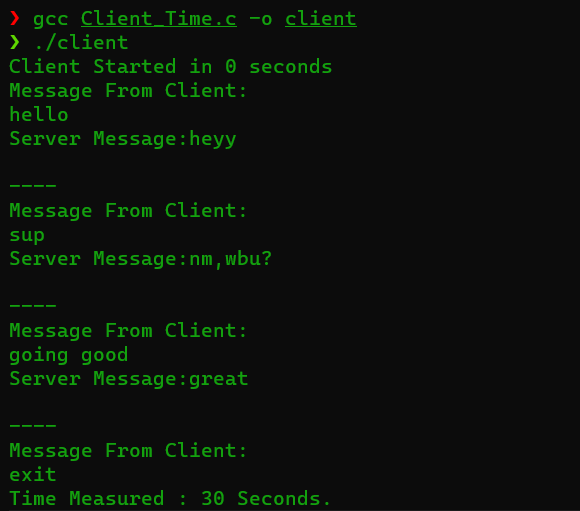 ❯ gcc Client_Time.c -o client
❯ ./client
Client Started in 0 seconds
Message From Client:
hello
Server Message:heyy
----
Message From Client:
sup
Server Message:nm,wbu?
----
Message From Client:
going good
Server Message:great
----
Message From Client:
exit
Time Measured : 30 Seconds.